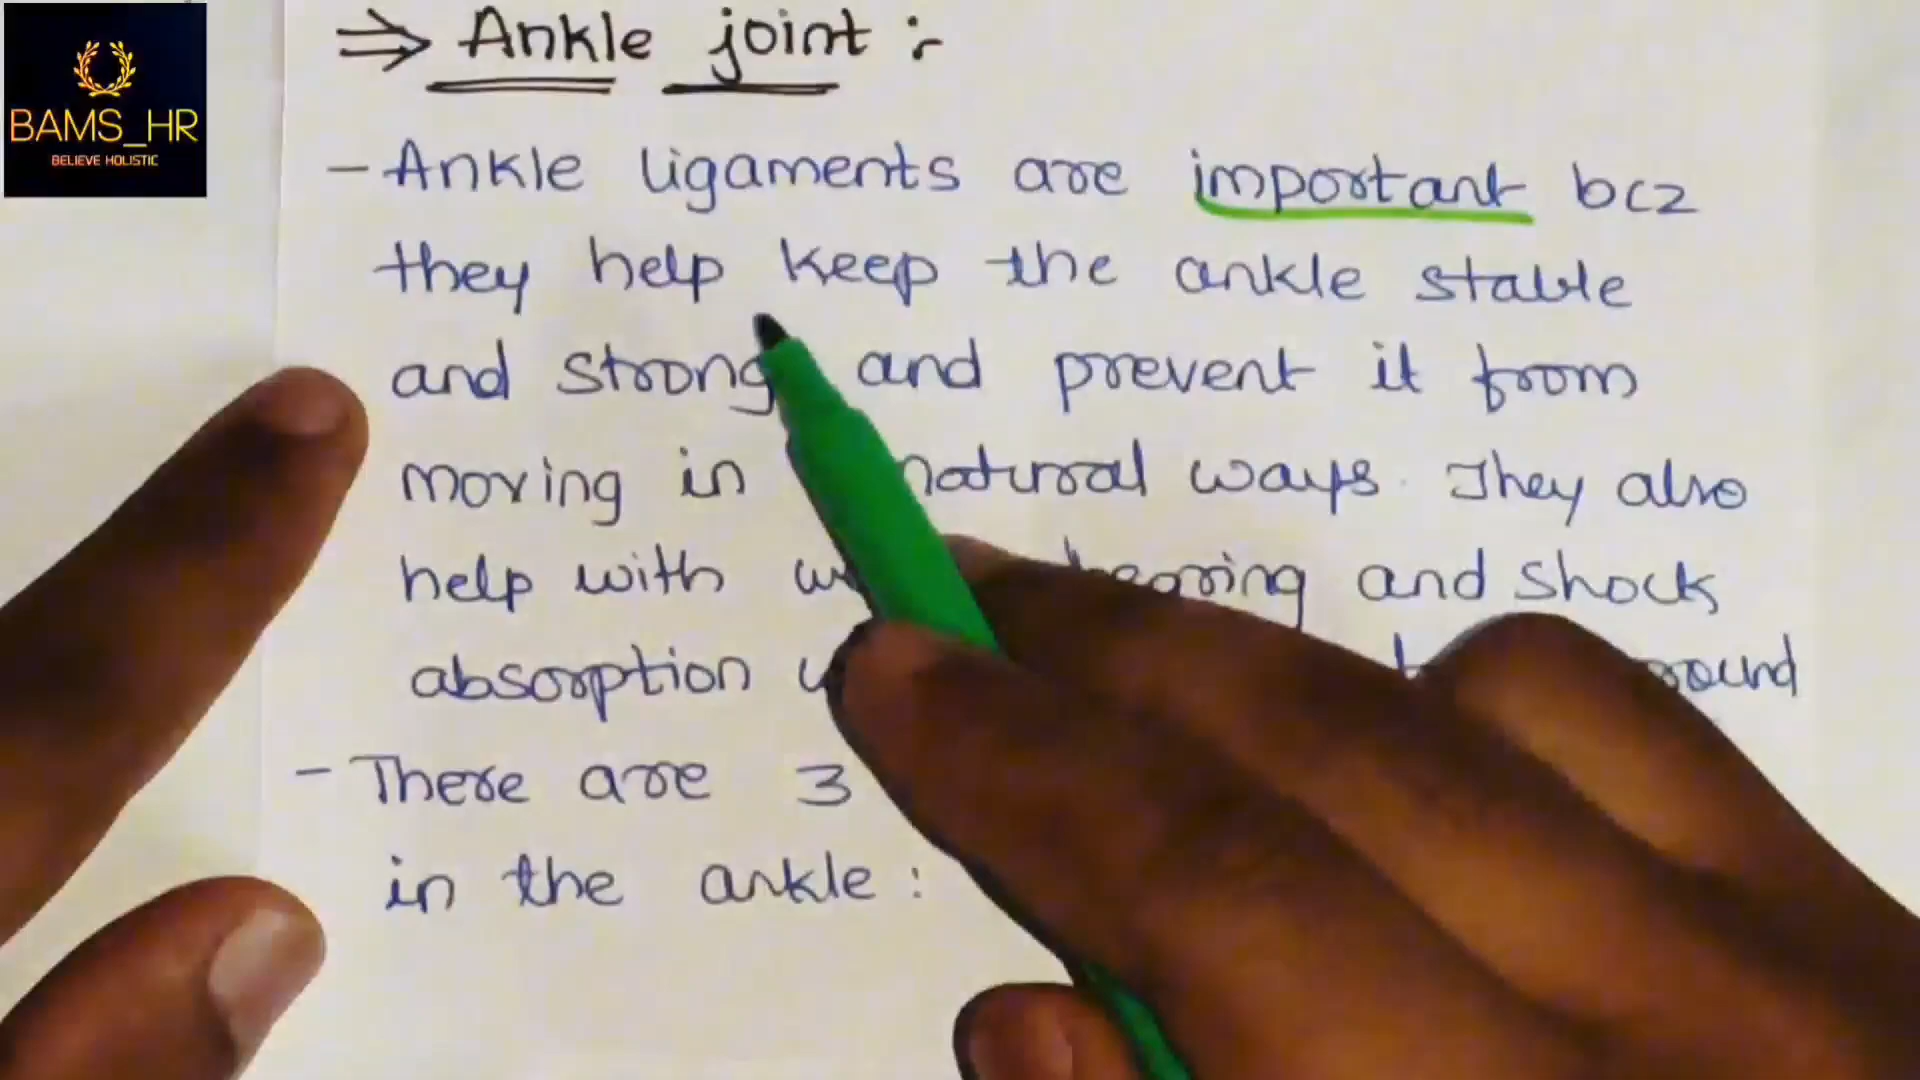 BAMS_HR
BELIEVE HOLISTIC
⇒ Ankle joint :-
- Ankle ligaments are important bcz
they help keep the ankle stable
and strong and prevent it from
moving in natural ways. They also
help with bearing and shock
absorption
- There are 3
in the ankle :